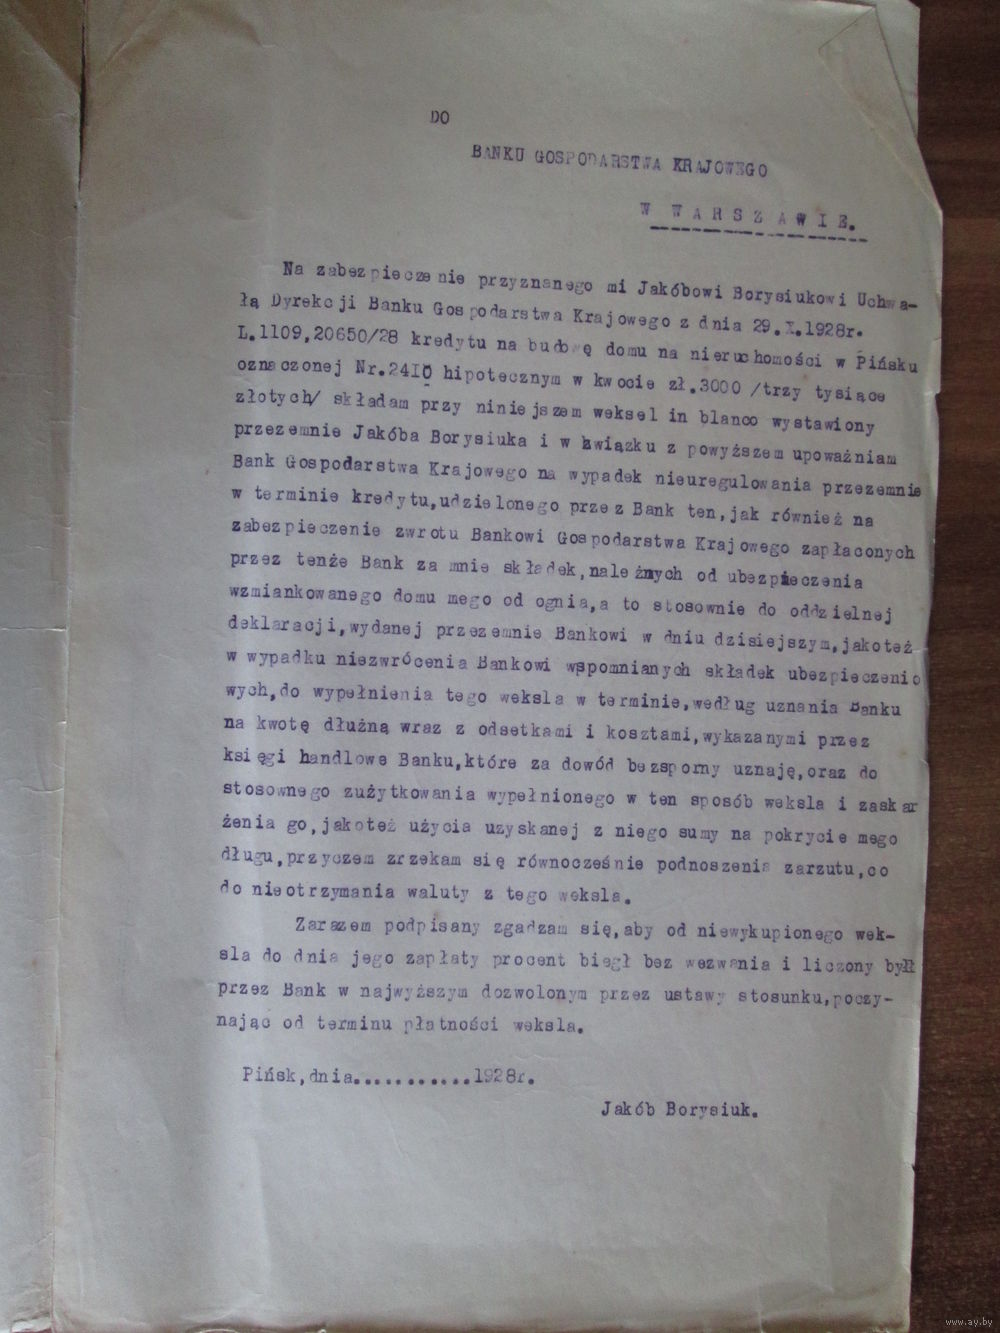 DO
BANKU GOSPODARSTWA KRAJOWEGO
W WARSZAWIE.
Na zabezpieczenie przyznanego mi Jakóbowi Borysiukowi Uchwa-
łą Dyrekcji Banku Gospodarstwa Krajowego z dnia 29.X.1928r.
L.1109,20650/28 kredytu na budowę domu na nieruchomości w Pińsku
oznaczonej Nr.2410 hipotecznym w kwocie zł.3000 /trzy tysiące
złotych/ składam przy niniejszem weksel in blanco wystawiony
przezemnie Jakóba Borysiuka i w związku z powyższem upoważniam
Bank Gospodarstwa Krajowego na wypadek nieuregulowania przezemnie
w terminie kredytu,udzielonego przez Bank ten,jak również na
zabezpieczenie zwrotu Bankowi Gospodarstwa Krajowego zapłaconych
przez tenże Bank za mnie składek,należnych od ubezpieczenia
wzmiankowanego domu mego od ognia,a to stosownie do oddzielnej
deklaracji,wydanej przezemnie Bankowi w dniu dzisiejszym,jakoteż
w wypadku niezwrócenia Bankowi wspomnianych składek ubezpieczenio
wych,do wypełnienia tego weksla w terminie,według uznania Banku
na kwotę dłużną wraz z odsetkami i kosztami,wykazanymi przez
księgi handlowe Banku,które za dowód bezsporny uznaję,oraz do
stosownego zużytkowania wypełnionego w ten sposób weksla i zaskar
żenia go,jakoteż użycia uzyskanej z niego sumy na pokrycie mego
długu,przyczem zrzekam się równocześnie podnoszenia zarzutu,co
do nieotrzymania waluty z tego weksla.
Zarazem podpisany zgadzam się,aby od niewykupionego wek-
sla do dnia jego zapłaty procent biegł bez wezwania i liczony był
przez Bank w najwyższym dozwolonym przez ustawy stosunku,poczy-
nając od terminu płatności weksla.
Pińsk,dnia...........1928r.
Jakób Borysiuk.
www.ay.by